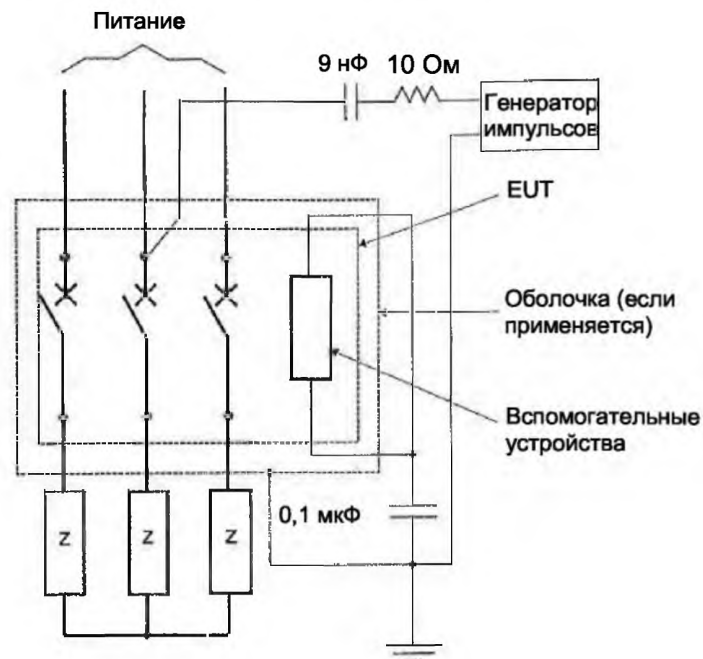 Питание
9 нФ
10 Ом
Генератор
импульсов
EUT
Оболочка (если
применяется)
Вспомогательные
устройства
0,1 мкФ
Z
Z
Z